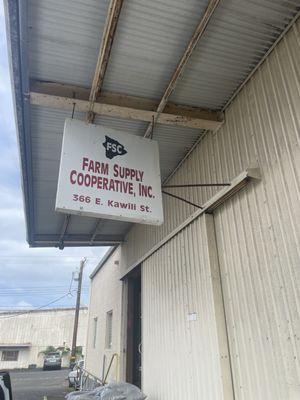 FSC
FARM SUPPLY
COOPERATIVE, INC.
366 E. Kawili St.